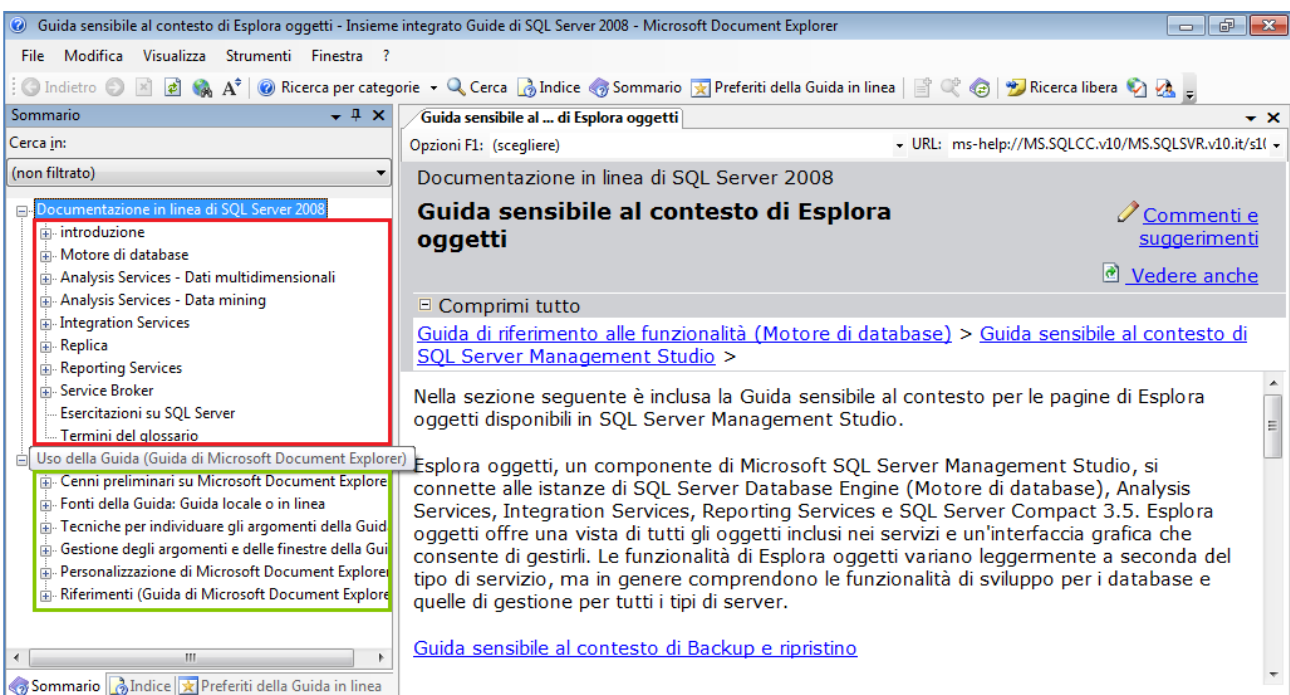 Guida sensibile al contesto di Esplora oggetti - Insieme integrato Guide di SQL Server 2008 - Microsoft Document Explorer
File Modifica Visualizza Strumenti Finestra ?
Indietro Ricerca per categorie Cerca Indice Sommario Preferiti della Guida in linea Ricerca libera
Sommario
Cerca in:
(non filtrato)
Documentazione in linea di SQL Server 2008
introduzione
Motore di database
Analysis Services - Dati multidimensionali
Analysis Services - Data mining
Integration Services
Replica
Reporting Services
Service Broker
Esercitazioni su SQL Server
Termini del glossario
Uso della Guida (Guida di Microsoft Document Explorer)
Cenni preliminari su Microsoft Document Explore
Fonti della Guida: Guida locale o in linea
Tecniche per individuare gli argomenti della Guid
Gestione degli argomenti e delle finestre della Gui
Personalizzazione di Microsoft Document Explorer
Riferimenti (Guida di Microsoft Document Explore
Sommario Indice Preferiti della Guida in linea
Guida sensibile al ... di Esplora oggetti
Opzioni F1: (scegliere) URL: ms-help://MS.SQLCC.v10/MS.SQLSVR.v10.it/s10
Documentazione in linea di SQL Server 2008
Guida sensibile al contesto di Esplora
oggetti
Commenti e
suggerimenti
Vedere anche
Comprimi tutto
Guida di riferimento alle funzionalità (Motore di database) > Guida sensibile al contesto di
SQL Server Management Studio >
Nella sezione seguente è inclusa la Guida sensibile al contesto per le pagine di Esplora
oggetti disponibili in SQL Server Management Studio.
Esplora oggetti, un componente di Microsoft SQL Server Management Studio, si
connette alle istanze di SQL Server Database Engine (Motore di database), Analysis
Services, Integration Services, Reporting Services e SQL Server Compact 3.5. Esplora
oggetti offre una vista di tutti gli oggetti inclusi nei servizi e un'interfaccia grafica che
consente di gestirli. Le funzionalità di Esplora oggetti variano leggermente a seconda del
tipo di servizio, ma in genere comprendono le funzionalità di sviluppo per i database e
quelle di gestione per tutti i tipi di server.
Guida sensibile al contesto di Backup e ripristino